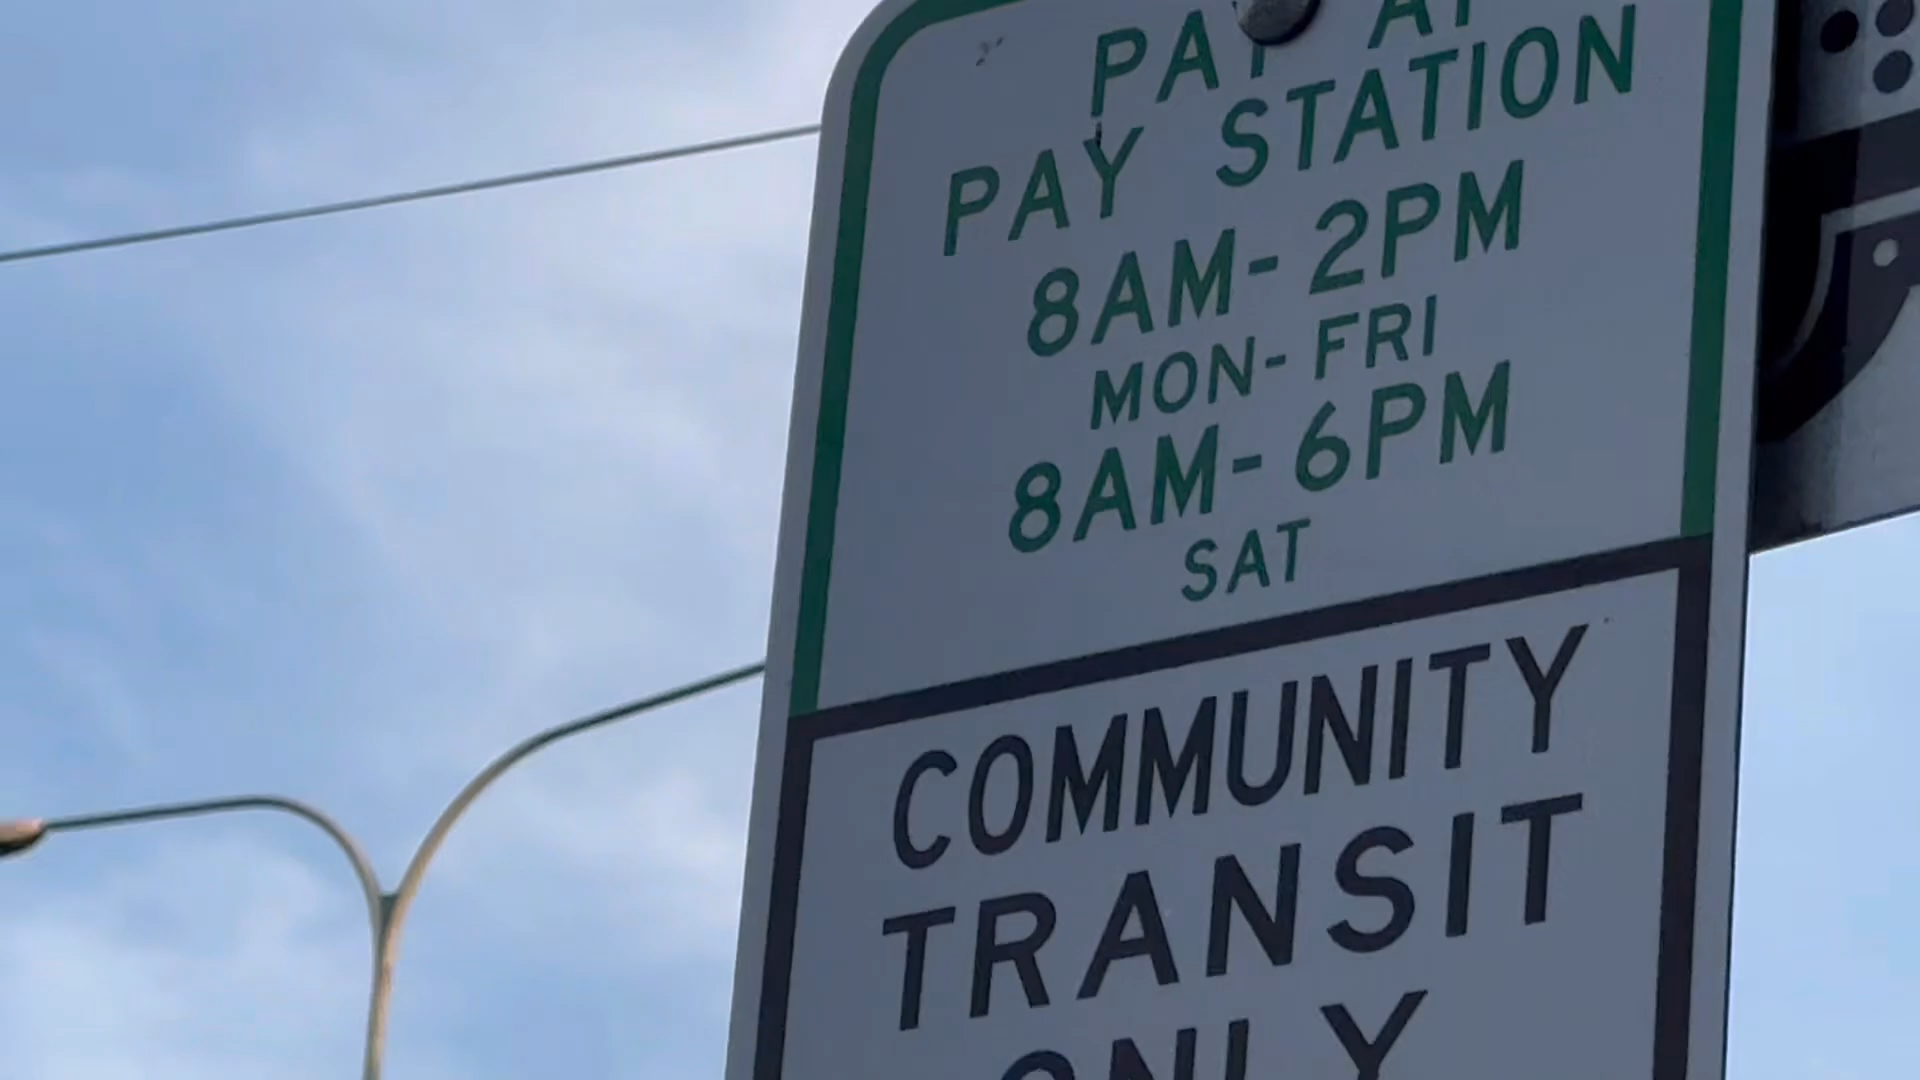 PAY AT
PAY STATION
8AM-2PM
MON-FRI
8AM-6PM
SAT
COMMUNITY
TRANSIT
ONLY